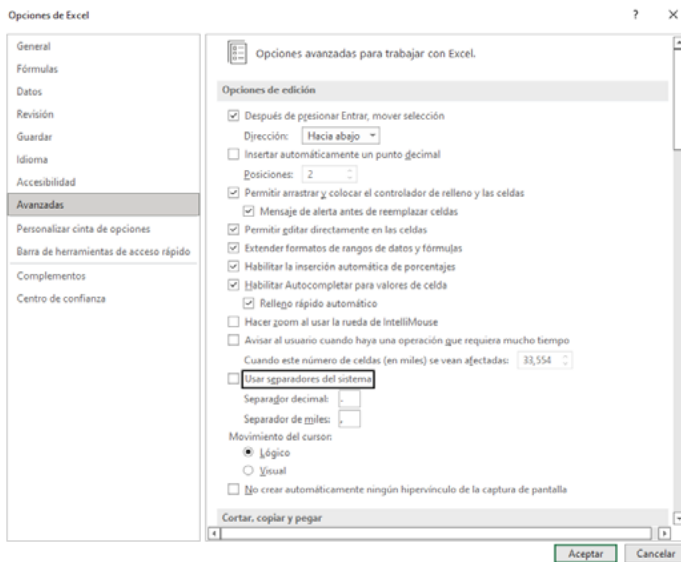 Opciones de Excel
General
Fórmulas
Datos
Revisión
Guardar
Idioma
Accesibilidad
Avanzadas
Personalizar cinta de opciones
Barra de herramientas de acceso rápido
Complementos
Centro de confianza
Opciones avanzadas para trabajar con Excel.
Opciones de edición
Después de presionar Entrar, mover selección
Dirección: Hacia abajo
Insertar automáticamente un punto decimal
Posiciones: 2
Permitir arrastrar y colocar el controlador de relleno y las celdas
Mensaje de alerta antes de reemplazar celdas
Permitir editar directamente en las celdas
Extender formatos de rangos de datos y fórmulas
Habilitar la inserción automática de porcentajes
Habilitar Autocompletar para valores de celda
Relleno rápido automático
Hacer zoom al usar la rueda de IntelliMouse
Avisar al usuario cuando haya una operación que requiera mucho tiempo
Cuando este número de celdas (en miles) se vean afectadas: 33,554
Usar separadores del sistema
Separador decimal: .
Separador de miles: ,
Movimiento del cursor:
Lógico
Visual
No crear automáticamente ningún hipervínculo de la captura de pantalla
Cortar, copiar y pegar
Aceptar Cancelar